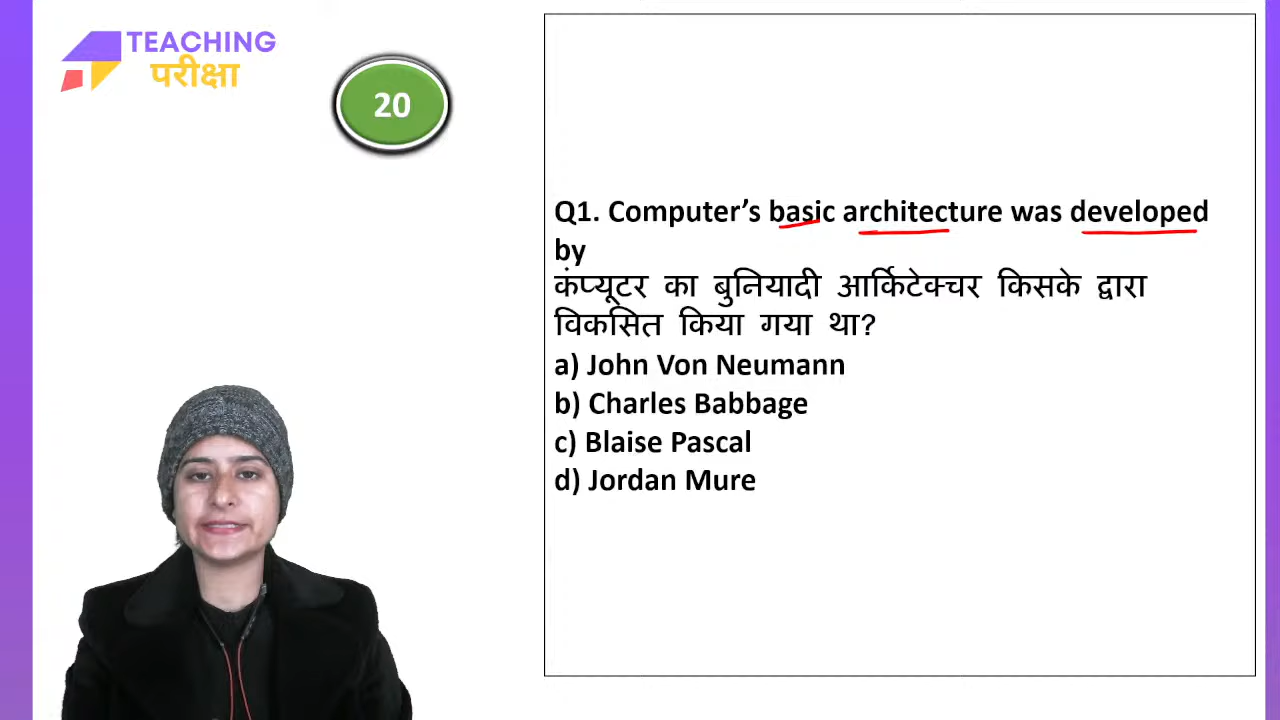 TEACHING
परीक्षा
20
Q1. Computer’s basic architecture was developed
by
कंप्यूटर का बुनियादी आर्किटेक्चर किसके द्वारा
विकसित किया गया था?
a) John Von Neumann
b) Charles Babbage
c) Blaise Pascal
d) Jordan Mure